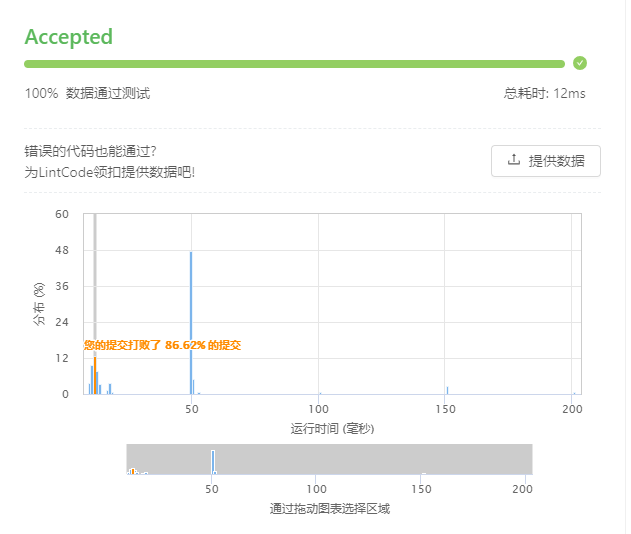 Accepted
100% 数据通过测试
总耗时: 12ms
错误的代码也能通过?
为LintCode领扣提供数据吧!
提供数据
60
48
36
24
12
0
分布 (%)
您的提交打败了 86.62% 的提交
50
100
150
200
运行时间 (毫秒)
50
100
150
200
通过拖动图表选择区域